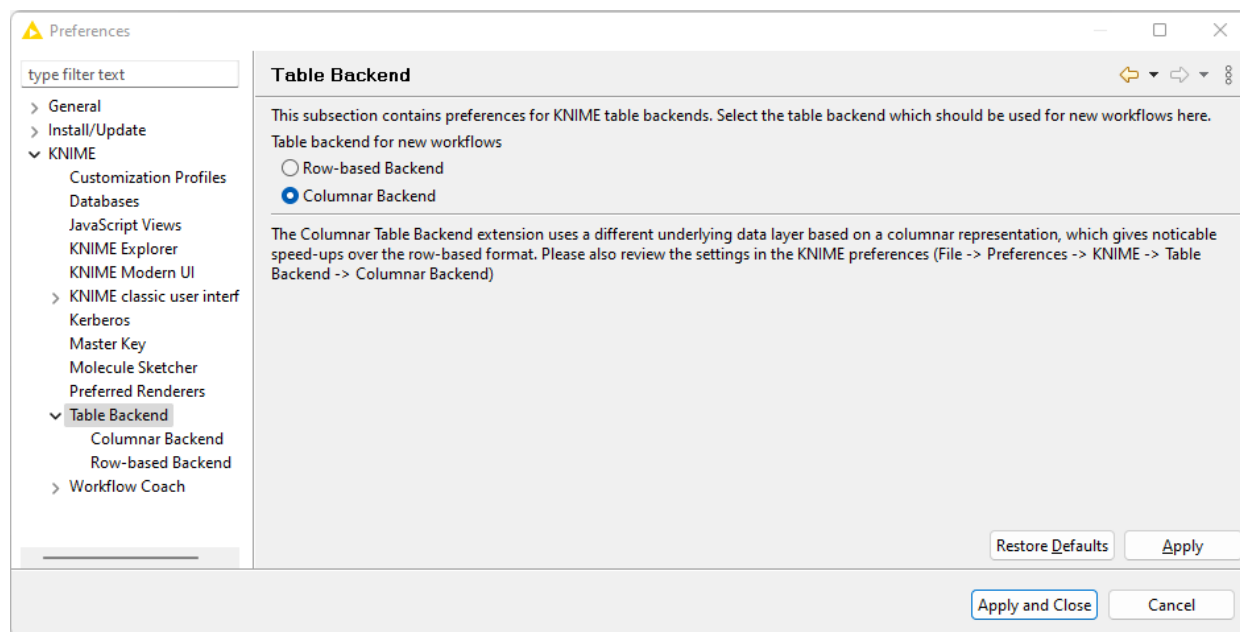 Preferences
type filter text
General
Install/Update
KNIME
Customization Profiles
Databases
JavaScript Views
KNIME Explorer
KNIME Modern UI
KNIME classic user interf
Kerberos
Master Key
Molecule Sketcher
Preferred Renderers
Table Backend
Columnar Backend
Row-based Backend
Workflow Coach
Table Backend
This subsection contains preferences for KNIME table backends. Select the table backend which should be used for new workflows here.
Table backend for new workflows
Row-based Backend
Columnar Backend
The Columnar Table Backend extension uses a different underlying data layer based on a columnar representation, which gives noticable
speed-ups over the row-based format. Please also review the settings in the KNIME preferences (File -> Preferences -> KNIME -> Table
Backend -> Columnar Backend)
Restore Defaults
Apply
Apply and Close
Cancel